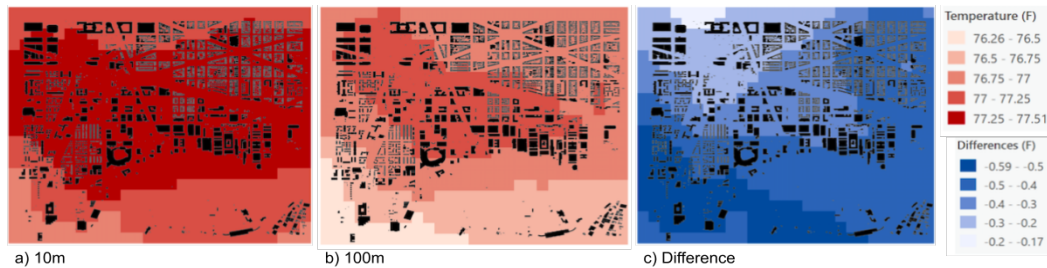 Temperature (F)
76.26 - 76.5
76.5 - 76.75
76.75 - 77
77 - 77.25
77.25 - 77.51
Differences (F)
-0.59 - -0.5
-0.5 - -0.4
-0.4 - -0.3
-0.3 - -0.2
-0.2 - -0.17
a) 10m
b) 100m
c) Difference